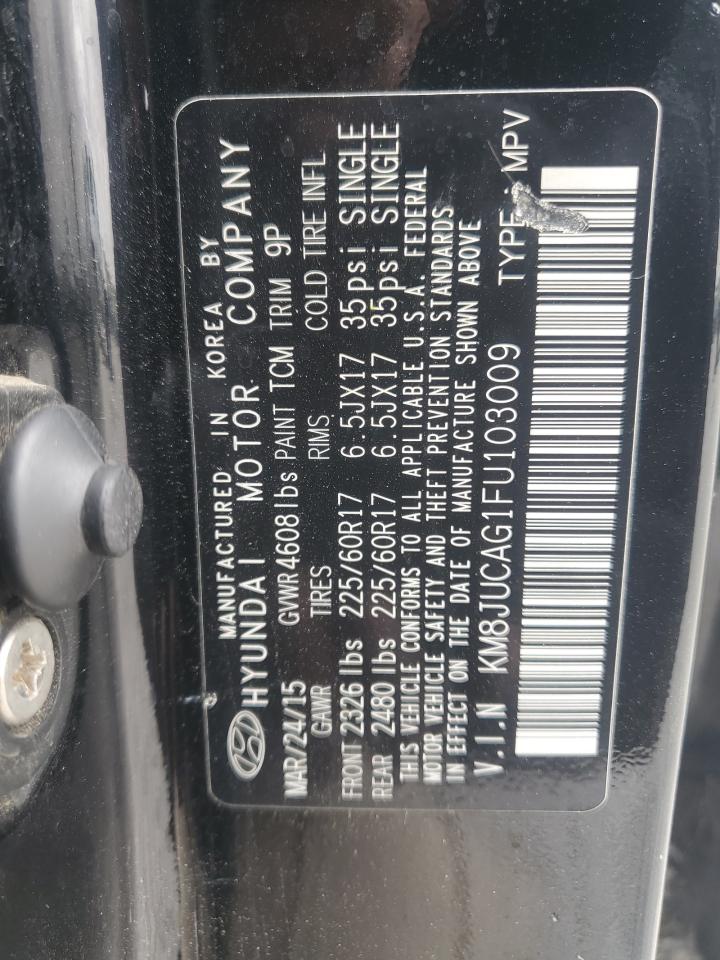 MANUFACTURED IN KOREA BY
HYUNDAI MOTOR COMPANY
MAR/24/15 GVWR 4608 lbs PAINT TCM TRIM 9P
GAWR TIRES RIMS COLD TIRE INFL
FRONT 2326 lbs 225/60R17 6.5JX17 35psi SINGLE
REAR 2480 lbs 225/60R17 6.5JX17 35psi SINGLE
THIS VEHICLE CONFORMS TO ALL APPLICABLE U.S.A. FEDERAL
MOTOR VEHICLE SAFETY AND THEFT PREVENTION STANDARDS
IN EFFECT ON THE DATE OF MANUFACTURE SHOWN ABOVE
V.I.N KM8JUCAG1FU103009 TYPE : MPV